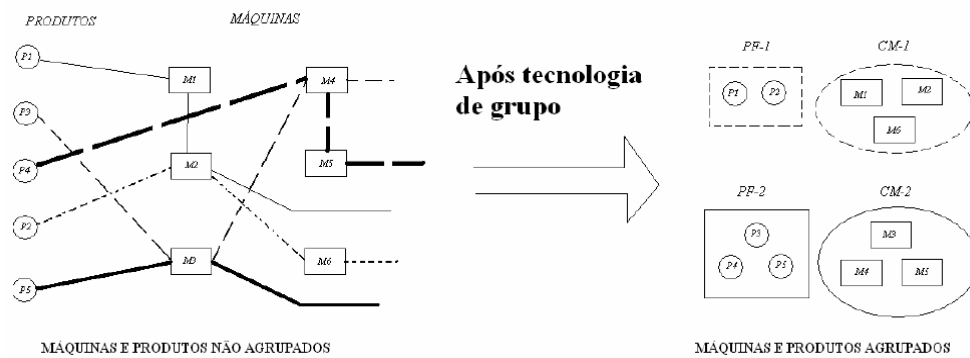 PRODUTOS MÁQUINAS
P1
P3
P4
P2
P5
M1
M4
M2
M5
M3
M6
MÁQUINAS E PRODUTOS NÃO AGRUPADOS
Após tecnologia
de grupo
PF-1 CM-1
P1 P2
M1 M2
M6
PF-2 CM-2
P3
P4 P5
M3
M4 M5
MÁQUINAS E PRODUTOS AGRUPADOS